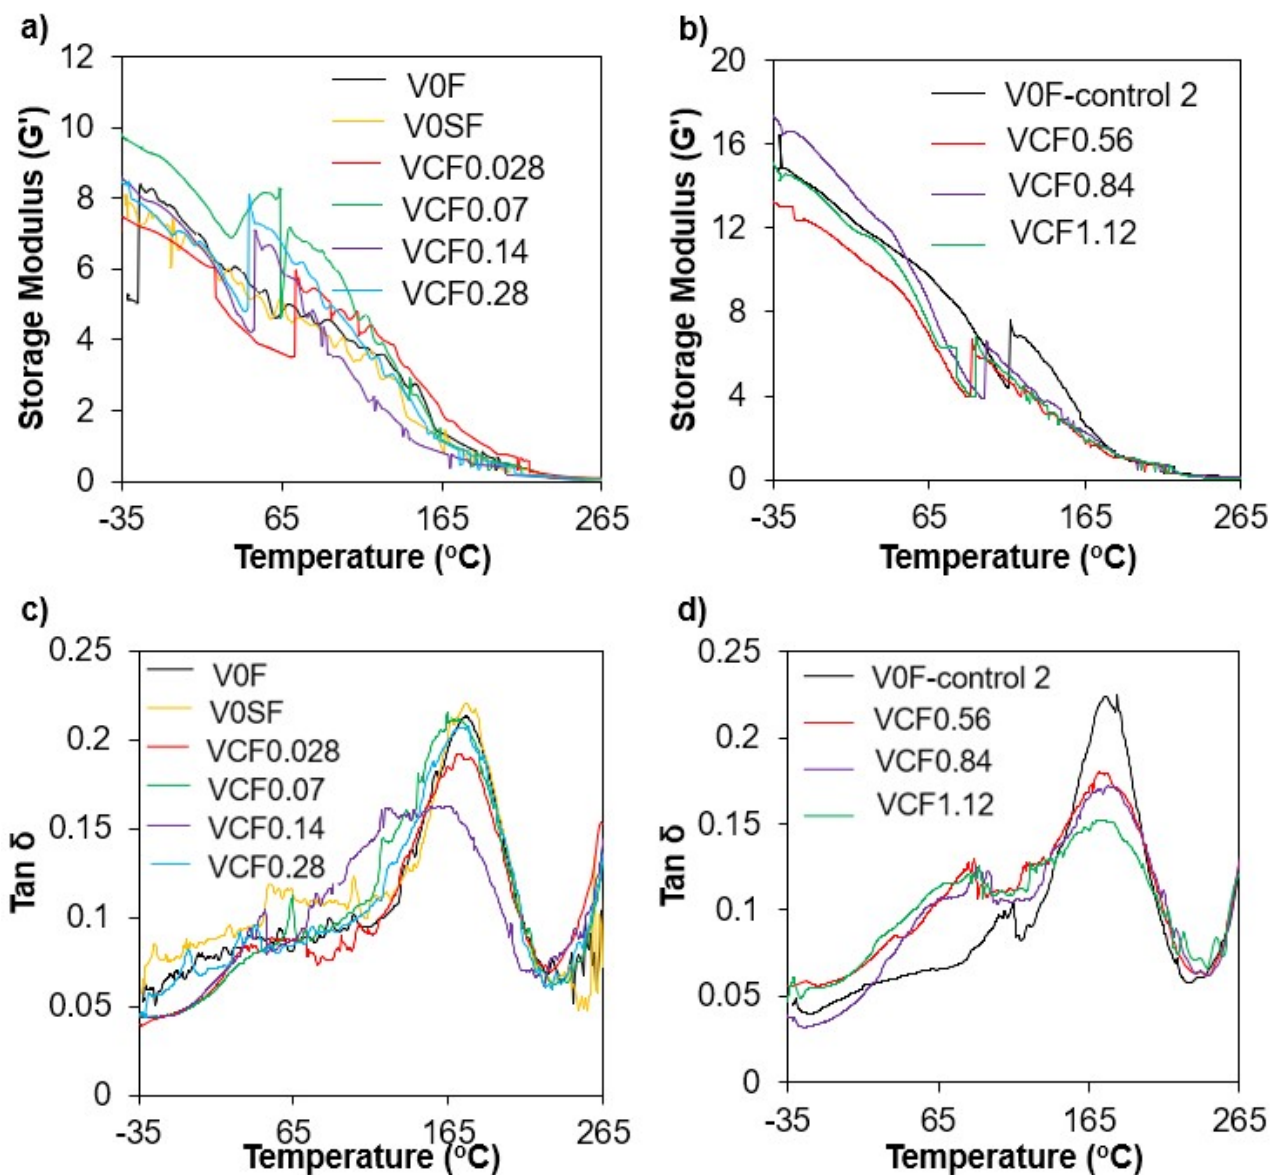 a)
12
10
8
6
4
2
0
Storage Modulus (G')
V0F
V0SF
VCF0.028
VCF0.07
VCF0.14
VCF0.28
-35
65
165
265
Temperature (°C)
b)
20
16
12
8
4
0
Storage Modulus (G')
V0F-control 2
VCF0.56
VCF0.84
VCF1.12
-35
65
165
265
Temperature (°C)
c)
0.25
0.2
0.15
0.1
0.05
0
Tan δ
V0F
V0SF
VCF0.028
VCF0.07
VCF0.14
VCF0.28
-35
65
165
265
Temperature (°C)
d)
0.25
0.2
0.15
0.1
0.05
0
Tan δ
V0F-control 2
VCF0.56
VCF0.84
VCF1.12
-35
65
165
265
Temperature (°C)